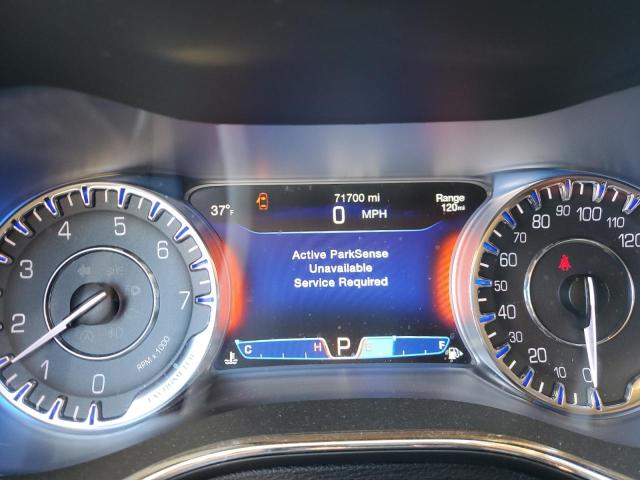 37°F
71700 mi
0 MPH
Range
120mi
Active ParkSense
Unavailable
Service Required
C H P E F
0 1 2 3 4 5 6 7
RPM x 1000
0 10 20 30 40 50 60 70 80 90 100 110 120